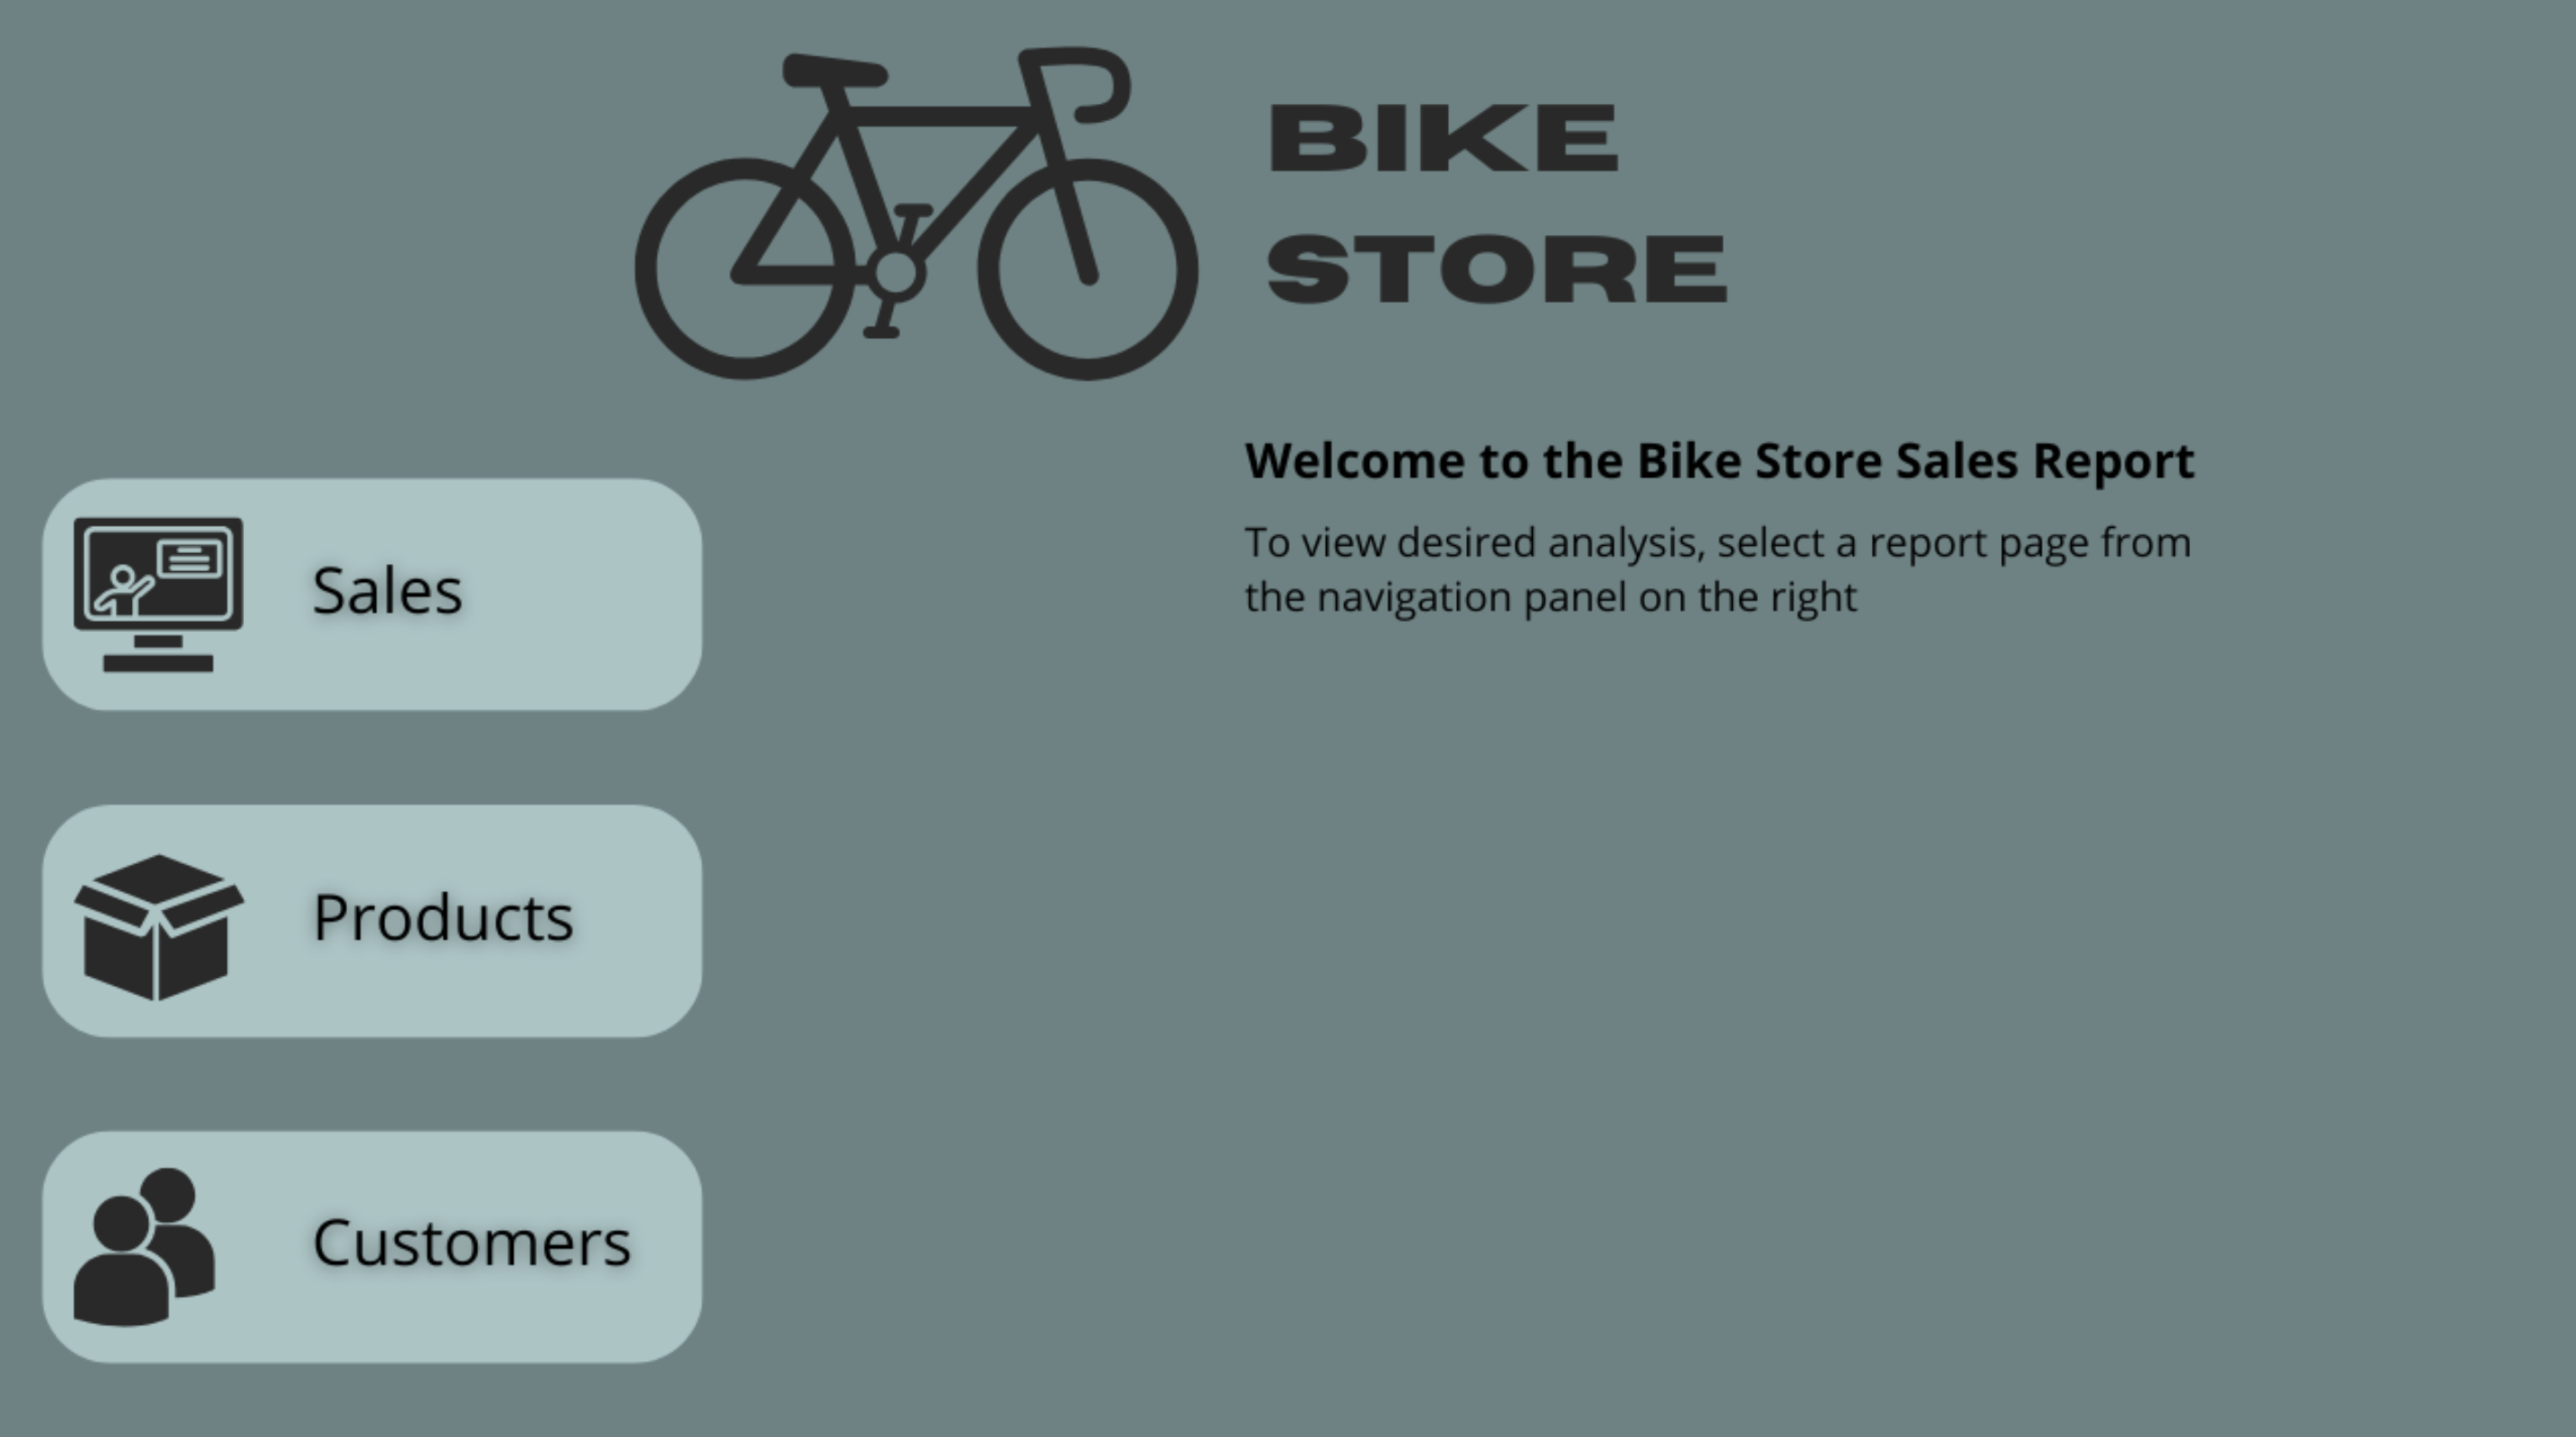 BIKE
STORE
Welcome to the Bike Store Sales Report
To view desired analysis, select a report page from
the navigation panel on the right
Sales
Products
Customers